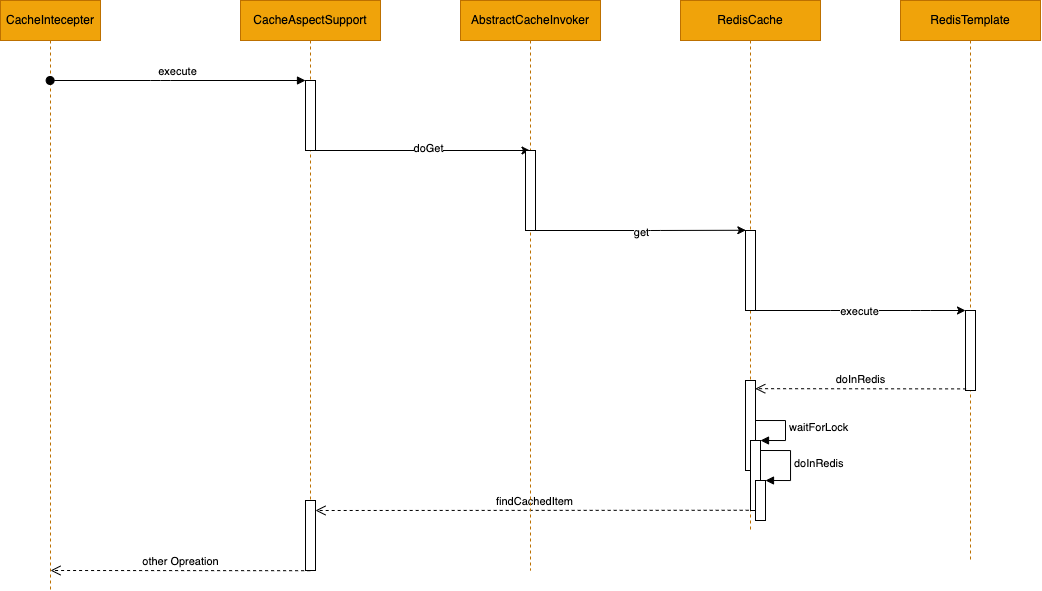 CacheIntecepter
CacheAspectSupport
AbstractCacheInvoker
RedisCache
RedisTemplate
execute
doGet
get
execute
doInRedis
waitForLock
doInRedis
findCachedItem
other Opreation